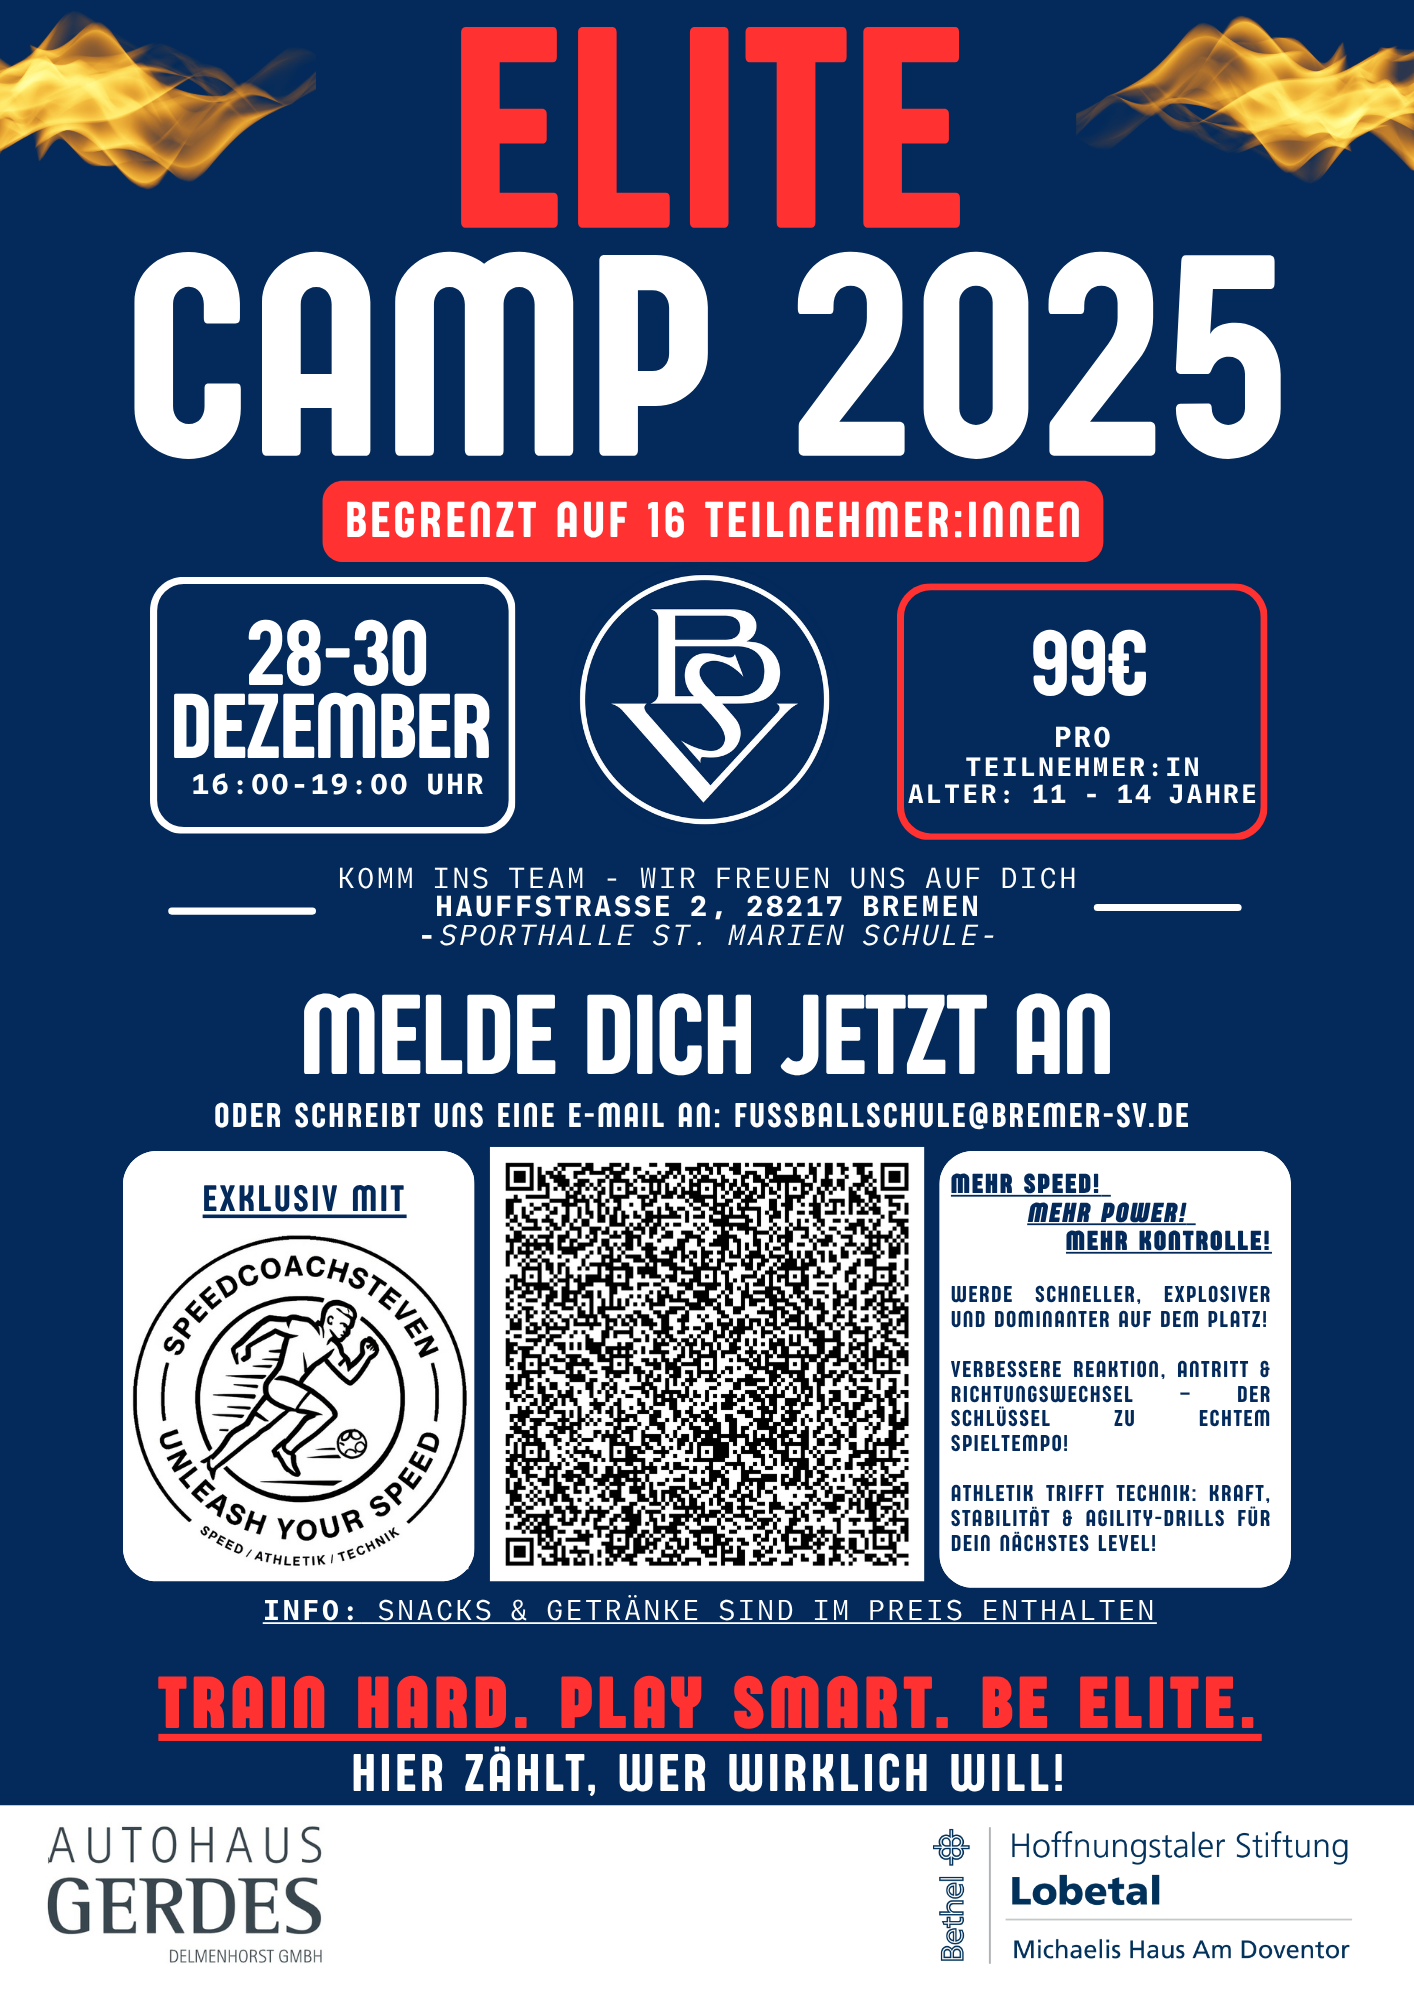 ELITE
CAMP 2025
BEGRENZT AUF 16 TEILNEHMER:INNEN
28-30
DEZEMBER
16:00-19:00 UHR
BSV
99€
PRO
TEILNEHMER:IN
ALTER: 11 - 14 JAHRE
KOMM INS TEAM - WIR FREUEN UNS AUF DICH
HAUFFSTRASSE 2, 28217 BREMEN
-SPORTHALLE ST. MARIEN SCHULE-
MELDE DICH JETZT AN
ODER SCHREIBT UNS EINE E-MAIL AN: FUSSBALLSCHULE@BREMER-SV.DE
EXKLUSIV MIT
SPEEDCOACHSTEVEN
UNLEASH YOUR SPEED
SPEED / ATHLETIK / TECHNIK
MEHR SPEED!
MEHR POWER!
MEHR KONTROLLE!
WERDE SCHNELLER, EXPLOSIVER
UND DOMINANTER AUF DEM PLATZ!
VERBESSERE REAKTION, ANTRITT &
RICHTUNGSWECHSEL – DER
SCHLÜSSEL ZU ECHTEM
SPIELTEMPO!
ATHLETIK TRIFFT TECHNIK: KRAFT,
STABILITÄT & AGILITY-DRILLS FÜR
DEIN NÄCHSTES LEVEL!
INFO: SNACKS & GETRÄNKE SIND IM PREIS ENTHALTEN
TRAIN HARD. PLAY SMART. BE ELITE.
HIER ZÄHLT, WER WIRKLICH WILL!
AUTOHAUS
GERDES
DELMENHORST GMBH
Bethel
Hoffnungstaler Stiftung
Lobetal
Michaelis Haus Am Doventor